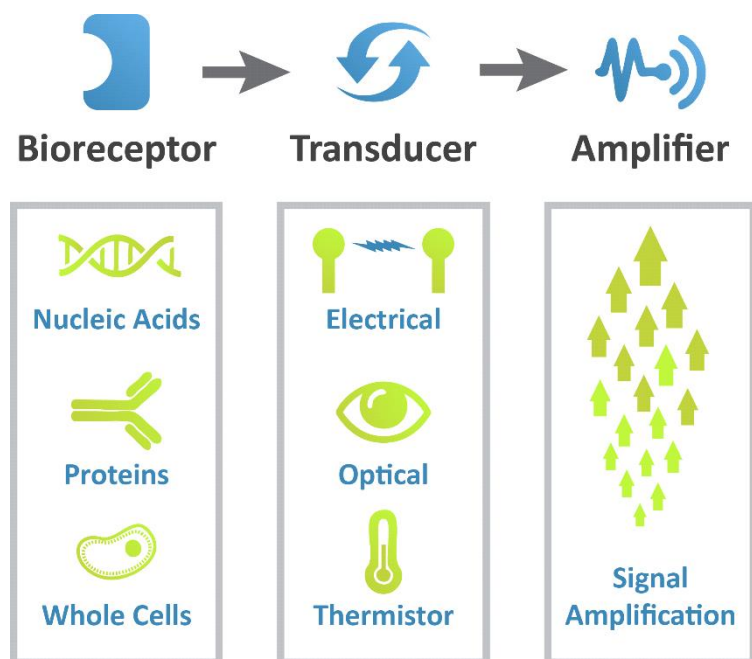 Bioreceptor
Transducer
Amplifier
Nucleic Acids
Proteins
Whole Cells
Electrical
Optical
Thermistor
Signal
Amplification